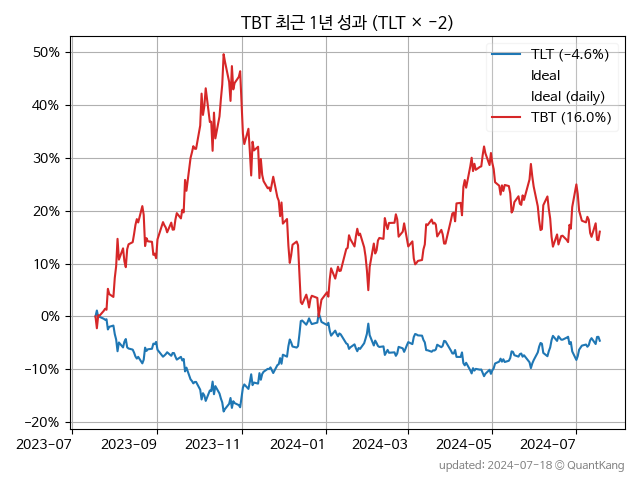 TBT 최근 1년 성과 (TLT × −2)
50%
40%
30%
20%
10%
0%
−10%
−20%
TLT (−4.6%)
Ideal
Ideal (daily)
TBT (16.0%)
2023-07
2023-09
2023-11
2024-01
2024-03
2024-05
2024-07
updated: 2024-07-18 © QuantKang